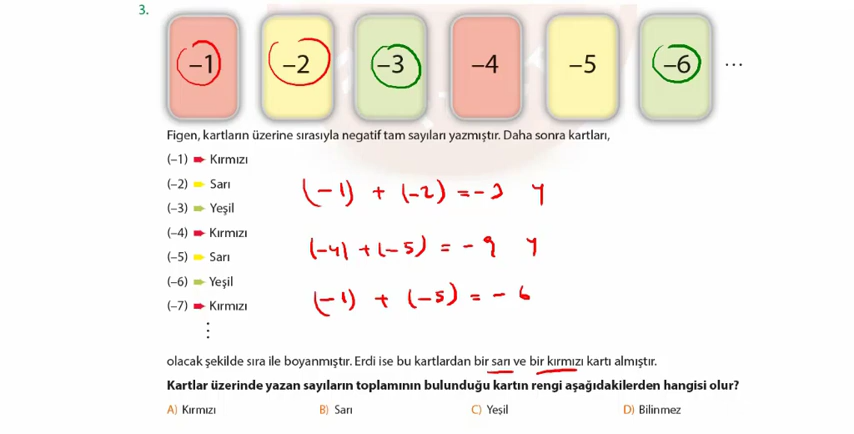 3.
–1 –2 –3 –4 –5 –6 ...
Figen, kartların üzerine sırasıyla negatif tam sayıları yazmıştır. Daha sonra kartları,
(–1) Kırmızı
(–2) Sarı
(–1) + (–2) = –3 Y
(–3) Yeşil
(–4) Kırmızı
(–4) + (–5) = –9 Y
(–5) Sarı
(–6) Yeşil
(–1) + (–5) = –6
(–7) Kırmızı
olacak şekilde sıra ile boyanmıştır. Erdi ise bu kartlardan bir sarı ve bir kırmızı kartı almıştır.
Kartlar üzerinde yazan sayıların toplamının bulunduğu kartın rengi aşağıdakilerden hangisi olur?
A) Kırmızı B) Sarı C) Yeşil D) Bilinmez